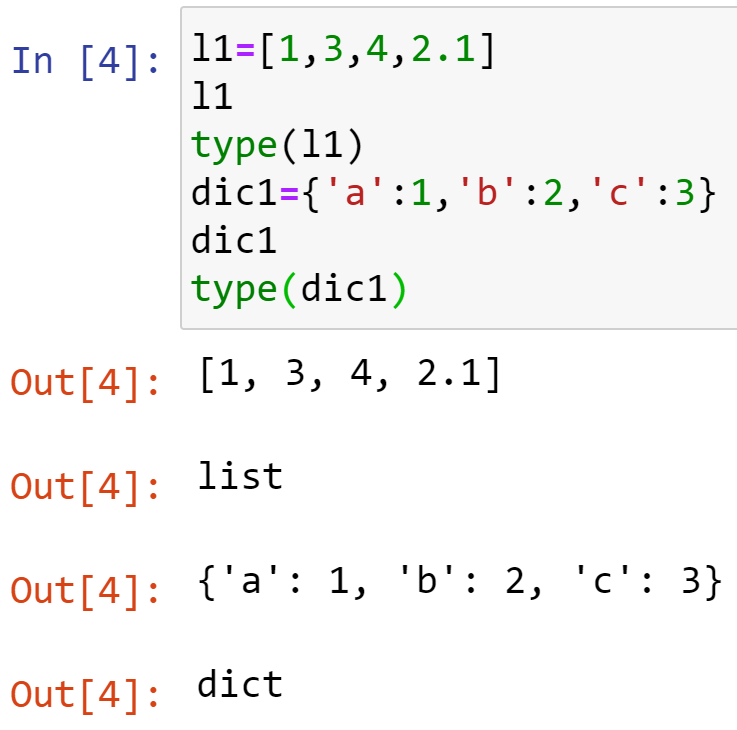 In [4]: l1=[1,3,4,2.1]
l1
type(l1)
dic1={'a':1,'b':2,'c':3}
dic1
type(dic1)
Out[4]: [1, 3, 4, 2.1]
Out[4]: list
Out[4]: {'a': 1, 'b': 2, 'c': 3}
Out[4]: dict